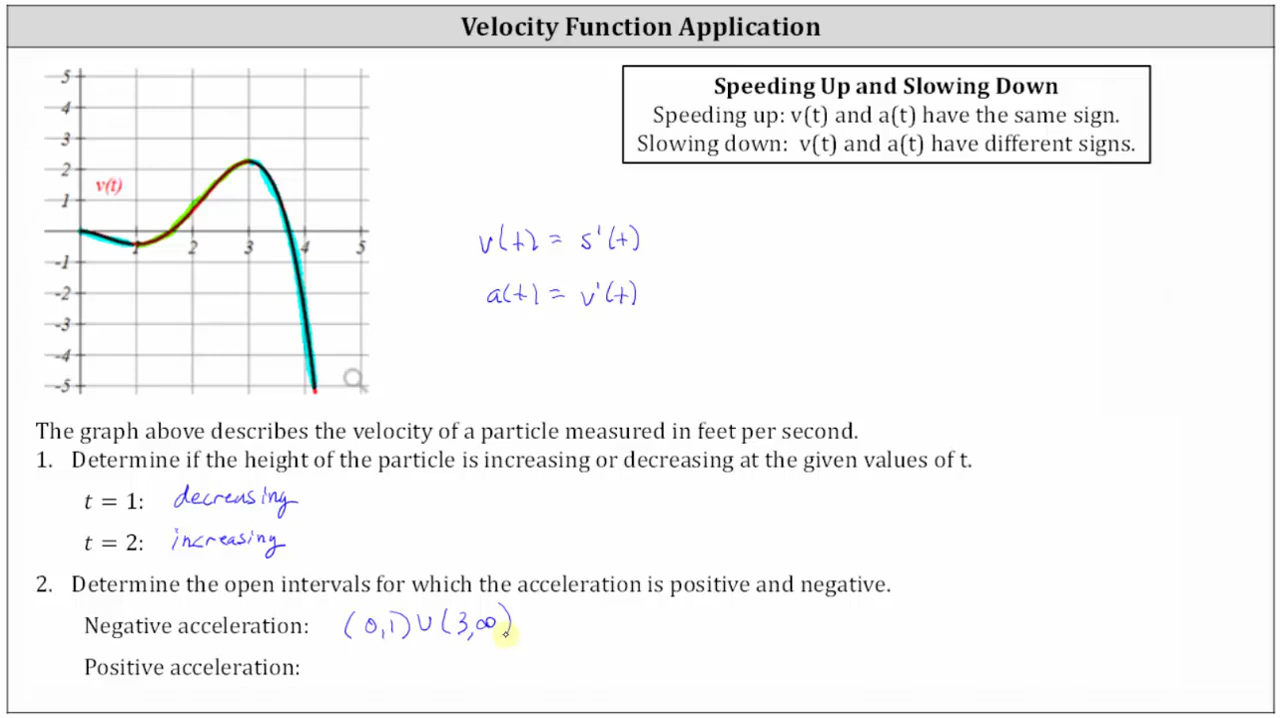 Velocity Function Application
5
4
3
2
1
-1
-2
-3
-4
-5
1 2 3 4 5
v(t)
Speeding Up and Slowing Down
Speeding up: v(t) and a(t) have the same sign.
Slowing down: v(t) and a(t) have different signs.
v(t) = s'(t)
a(t) = v'(t)
The graph above describes the velocity of a particle measured in feet per second.
1. Determine if the height of the particle is increasing or decreasing at the given values of t.
t = 1: decreasing
t = 2: increasing
2. Determine the open intervals for which the acceleration is positive and negative.
Negative acceleration: (0,1)∪(3,∞)
Positive acceleration: